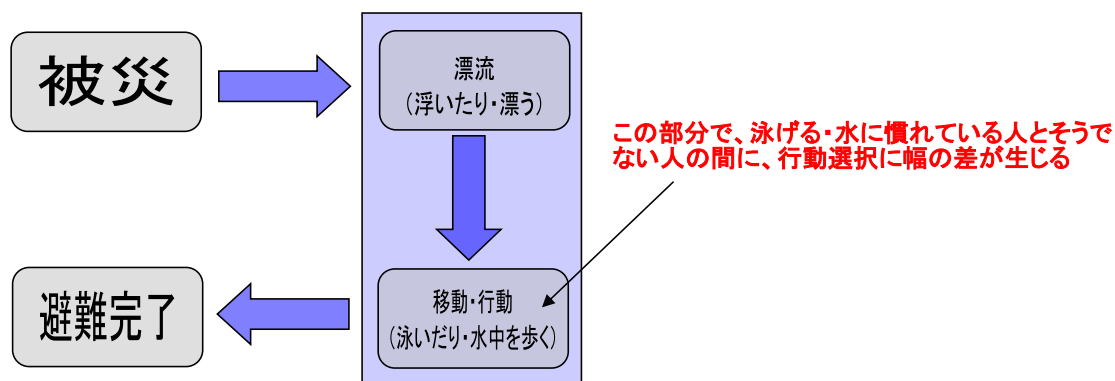 被災
漂流
(浮いたり・漂う)
この部分で、泳げる・水に慣れている人とそうで
ない人の間に、行動選択に幅の差が生じる
移動・行動
(泳いだり・水中を歩く)
避難完了